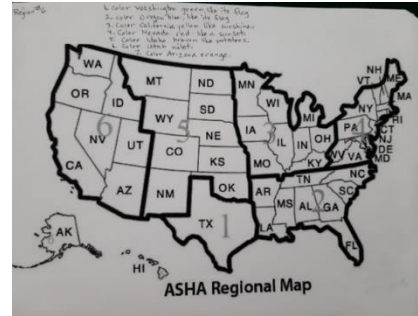 Region #6
1. Color Washington green, like its flag
2. Color Oregon blue, like its flag
3. Color California yellow like sunshine
4. Color Nevada red like a sunset
5. Color Idaho brown like potatoes.
6. Color Utah violet.
7. Color Arizona orange.
WA
MT
ND
MN
NH
VT
ME
OR
ID
SD
WI
MI
NY
MA
WY
RI
6
5
IA
3
PA
4
CT
NV
NE
IL
IN
OH
NJ
UT
CO
DE
CA
KS
MO
KY
WV
VA
MD
AZ
NM
OK
AR
TN
NC
SC
TX
1
MS
AL
2
GA
LA
FL
AK
HI
ASHA Regional Map